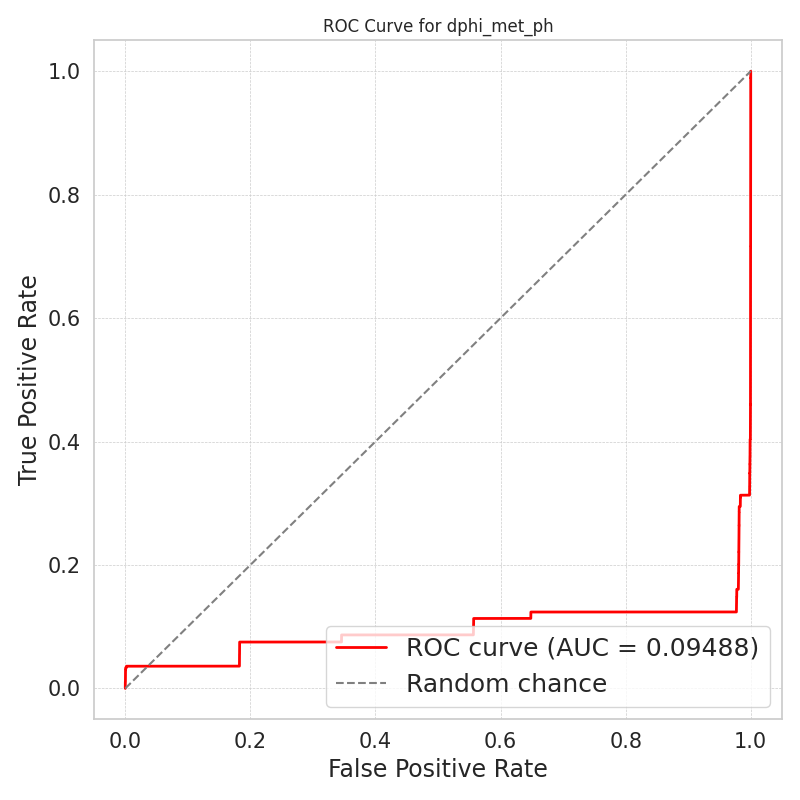 ROC Curve for dphi_met_ph
True Positive Rate
1.0
0.8
0.6
0.4
0.2
0.0
ROC curve (AUC = 0.09488)
Random chance
0.0 0.2 0.4 0.6 0.8 1.0
False Positive Rate